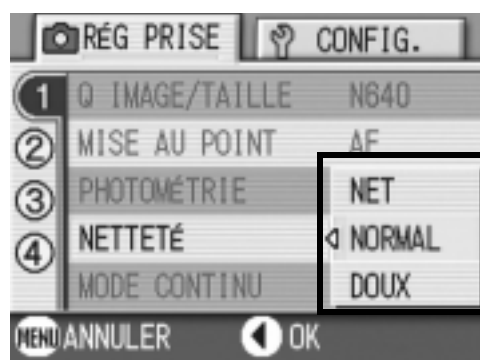 RÉG PRISE CONFIG.
1 Q IMAGE/TAILLE N640
2 MISE AU POINT AF
3 PHOTOMÉTRIE NET
4 NETTETÉ NORMAL
MODE CONTINU DOUX
MENU ANNULER OK